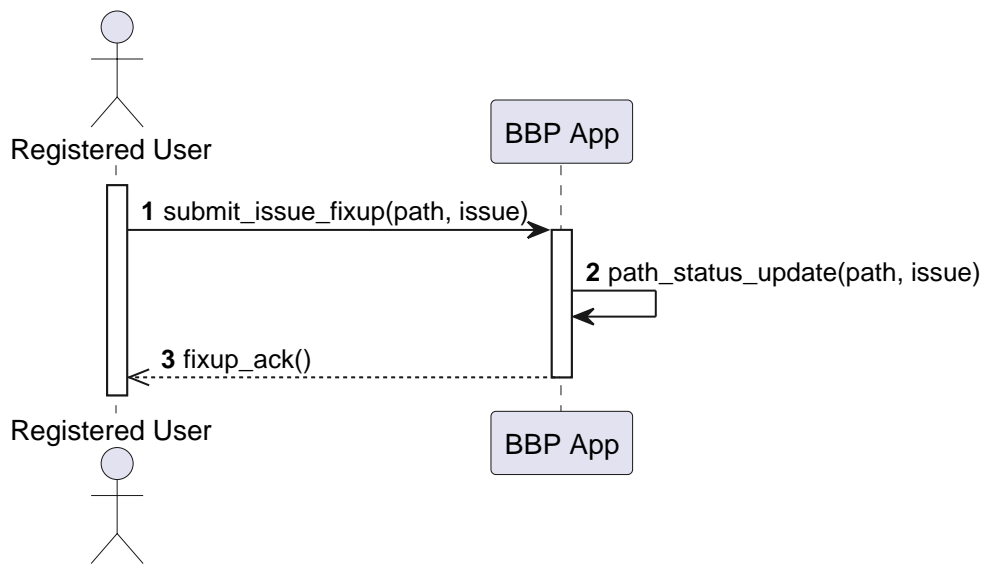 Registered User
BBP App
1 submit_issue_fixup(path, issue)
2 path_status_update(path, issue)
3 fixup_ack()
Registered User
BBP App